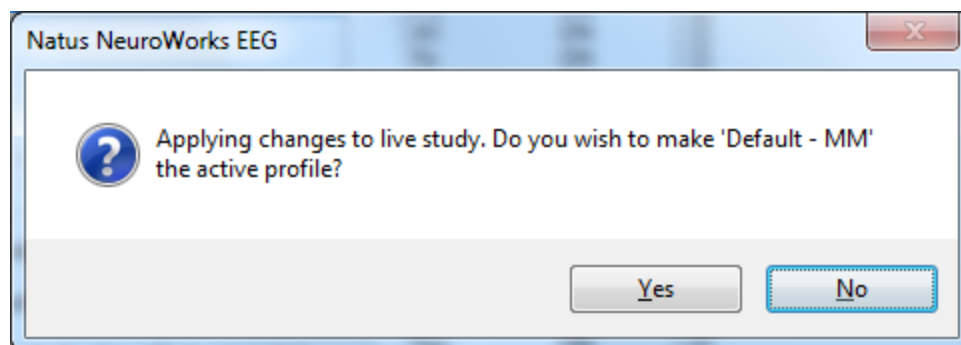 Natus NeuroWorks EEG
Applying changes to live study. Do you wish to make 'Default - MM'
the active profile?
Yes
No